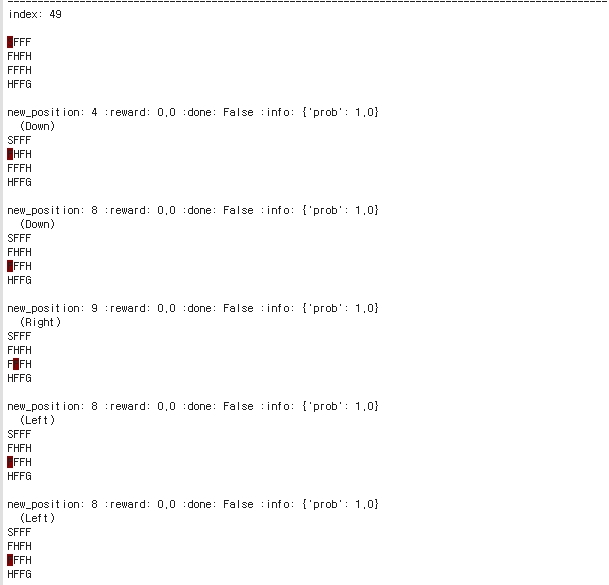 index: 49
FFF
FHFH
FFFH
HFFG
new_position: 4 :reward: 0.0 :done: False :info: {'prob': 1.0}
(Down)
SFFF
HFH
FFFH
HFFG
new_position: 8 :reward: 0.0 :done: False :info: {'prob': 1.0}
(Down)
SFFF
FHFH
FFH
HFFG
new_position: 9 :reward: 0.0 :done: False :info: {'prob': 1.0}
(Right)
SFFF
FHFH
F FH
HFFG
new_position: 8 :reward: 0.0 :done: False :info: {'prob': 1.0}
(Left)
SFFF
FHFH
FFH
HFFG
new_position: 8 :reward: 0.0 :done: False :info: {'prob': 1.0}
(Left)
SFFF
FHFH
FFH
HFFG